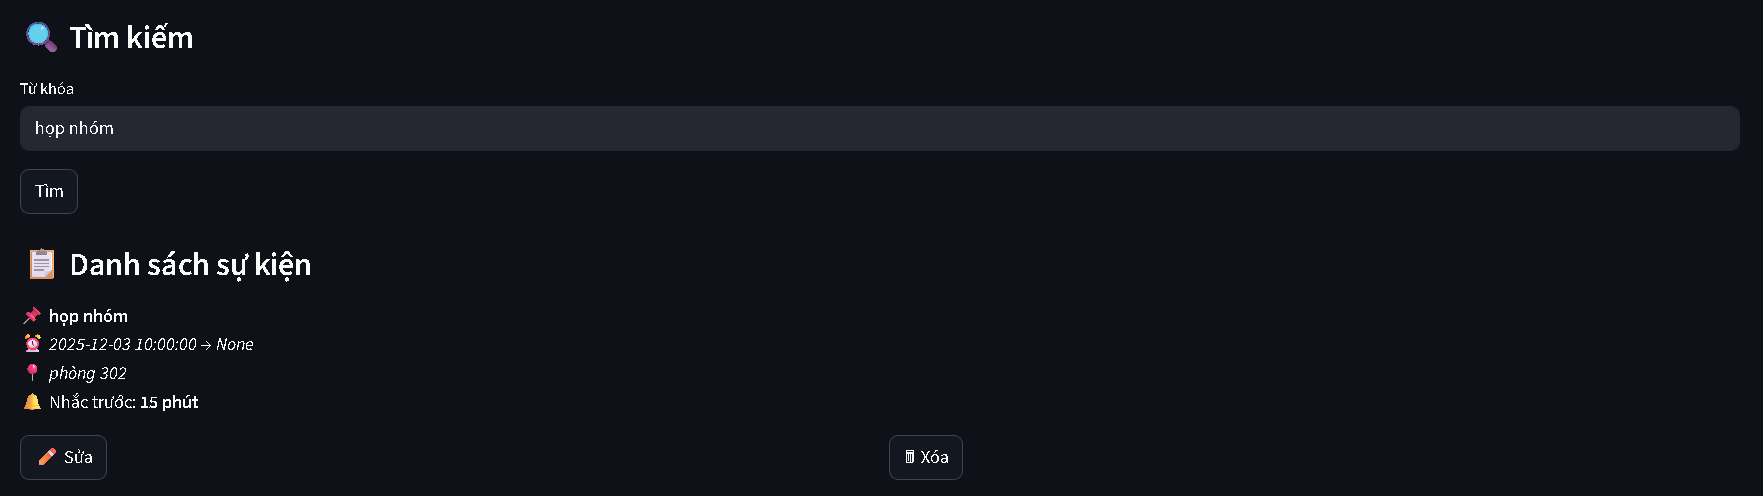 Tìm kiếm
Từ khóa
họp nhóm
Tìm
Danh sách sự kiện
họp nhóm
2025-12-03 10:00:00 → None
phòng 302
Nhắc trước: 15 phút
Sửa
Xóa